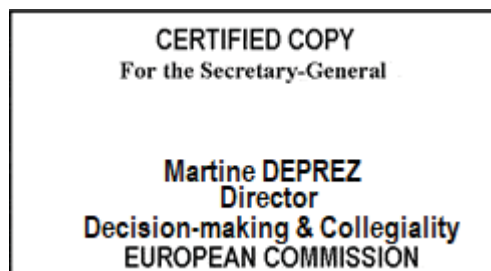 CERTIFIED COPY
For the Secretary-General
Martine DEPREZ
Director
Decision-making & Collegiality
EUROPEAN COMMISSION